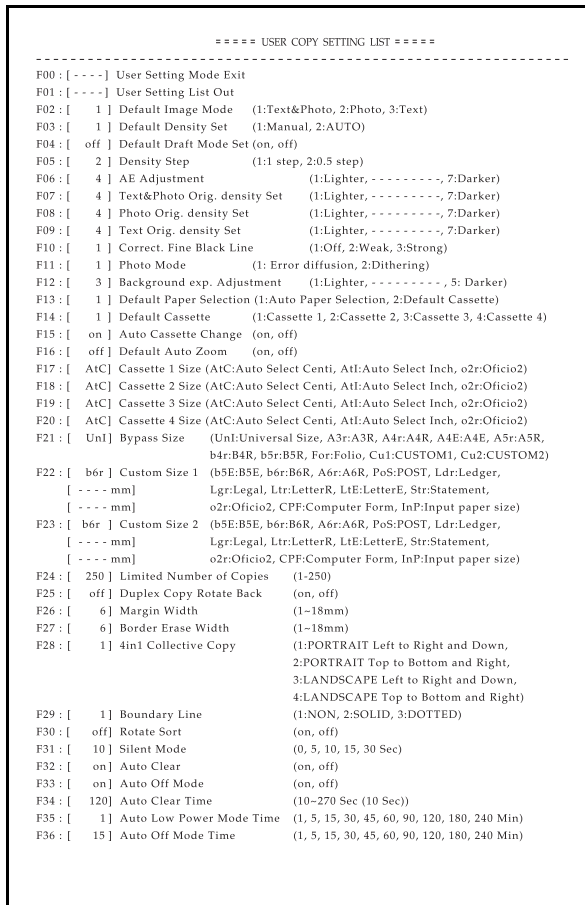 = = = = =  USER COPY SETTING LIST = = = = =
- - - - - - - - - - - - - - - - - - - - - - - - - - - - - - - - - - - - - - - - - - - - - - - - - - - - - - - - - - - - - - - - -
F00 : [ - - - - ] User Setting Mode Exit
F01 : [ - - - - ] User Setting List Out
F02 : [ 1 ] Default Image Mode (1:Text&Photo, 2:Photo, 3:Text)
F03 : [ 1 ] Default Density Set (1:Manual, 2:AUTO)
F04 : [ off ] Default Draft Mode Set (on, off)
F05 : [ 2 ] Density Step (1:1 step, 2:0.5 step)
F06 : [ 4 ] AE Adjustment (1:Lighter, - - - - - - - - -, 7:Darker)
F07 : [ 4 ] Text&Photo Orig. density Set (1:Lighter, - - - - - - - - -, 7:Darker)
F08 : [ 4 ] Photo Orig. density Set (1:Lighter, - - - - - - - - -, 7:Darker)
F09 : [ 4 ] Text Orig. density Set (1:Lighter, - - - - - - - - -, 7:Darker)
F10 : [ 1 ] Correct. Fine Black Line (1:Off, 2:Weak, 3:Strong)
F11 : [ 1 ] Photo Mode (1: Error diffusion, 2:Dithering)
F12 : [ 3 ] Background exp. Adjustment (1:Lighter, - - - - - - - - - , 5: Darker)
F13 : [ 1 ] Default Paper Selection (1:Auto Paper Selection, 2:Default Cassette)
F14 : [ 1 ] Default Cassette (1:Cassette 1, 2:Cassette 2, 3:Cassette 3, 4:Cassette 4)
F15 : [ on ] Auto Cassette Change (on, off)
F16 : [ off ] Default Auto Zoom (on, off)
F17 : [ AtC] Cassette 1 Size (AtC:Auto Select Centi, AtI:Auto Select Inch, o2r:Oficio2)
F18 : [ AtC] Cassette 2 Size (AtC:Auto Select Centi, AtI:Auto Select Inch, o2r:Oficio2)
F19 : [ AtC] Cassette 3 Size (AtC:Auto Select Centi, AtI:Auto Select Inch, o2r:Oficio2)
F20 : [ AtC] Cassette 4 Size (AtC:Auto Select Centi, AtI:Auto Select Inch, o2r:Oficio2)
F21 : [ UnI] Bypass Size (UnI:Universal Size, A3r:A3R, A4r:A4R, A4E:A4E, A5r:A5R,
b4r:B4R, b5r:B5R, For:Folio, Cu1:CUSTOM1, Cu2:CUSTOM2)
F22 : [ b6r ] Custom Size 1 (b5E:B5E, b6r:B6R, A6r:A6R, PoS:POST, Ldr:Ledger,
[ - - - - mm] Lgr:Legal, Ltr:LetterR, LtE:LetterE, Str:Statement,
[ - - - - mm] o2r:Oficio2, CPF:Computer Form, InP:Input paper size)
F23 : [ b6r ] Custom Size 2 (b5E:B5E, b6r:B6R, A6r:A6R, PoS:POST, Ldr:Ledger,
[ - - - - mm] Lgr:Legal, Ltr:LetterR, LtE:LetterE, Str:Statement,
[ - - - - mm] o2r:Oficio2, CPF:Computer Form, InP:Input paper size)
F24 : [ 250 ] Limited Number of Copies (1-250)
F25 : [ off ] Duplex Copy Rotate Back (on, off)
F26 : [ 6 ] Margin Width (1~18mm)
F27 : [ 6 ] Border Erase Width (1~18mm)
F28 : [ 1 ] 4in1 Collective Copy (1:PORTRAIT Left to Right and Down,
2:PORTRAIT Top to Bottom and Right,
3:LANDSCAPE Left to Right and Down,
4:LANDSCAPE Top to Bottom and Right)
F29 : [ 1] Boundary Line (1:NON, 2:SOLID, 3:DOTTED)
F30 : [ off] Rotate Sort (on, off)
F31 : [ 10 ] Silent Mode (0, 5, 10, 15, 30 Sec)
F32 : [ on] Auto Clear (on, off)
F33 : [ on] Auto Off Mode (on, off)
F34 : [ 120] Auto Clear Time (10~270 Sec (10 Sec))
F35 : [ 1 ] Auto Low Power Mode Time (1, 5, 15, 30, 45, 60, 90, 120, 180, 240 Min)
F36 : [ 15 ] Auto Off Mode Time (1, 5, 15, 30, 45, 60, 90, 120, 180, 240 Min)